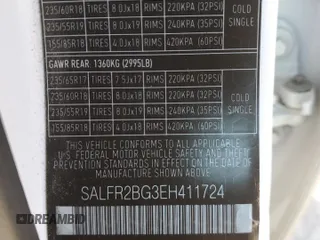 235/60R18 TIRES 8.0Jx18 RIMS 220KPA (32PSI)
235/55R19 TIRES 8.0Jx19 RIMS 240KPA (35PSI) COLD
155/85R18 TIRES 4.0Jx18 RIMS 420KPA (60PSI) SINGLE
GAWR REAR: 1360KG (2995LB)
235/65R17 TIRES 7.5Jx17 RIMS 220KPA (32PSI)
235/60R18 TIRES 8.0Jx18 RIMS 220KPA (32PSI) COLD
235/55R19 TIRES 8.0Jx19 RIMS 240KPA (35PSI) SINGLE
155/85R18 TIRES 4.0Jx18 RIMS 420KPA (60PSI)
THIS VEHICLE CONFORMS TO ALL APPLICABLE
FEDERAL MOTOR VEHICLE SAFETY AND THEFT
PREVENTION STANDARDS IN EFFECT ON THE DATE
OF MANUFACTURE SHOWN ABOVE
SALFR2BG3EH411724
DREAMBID